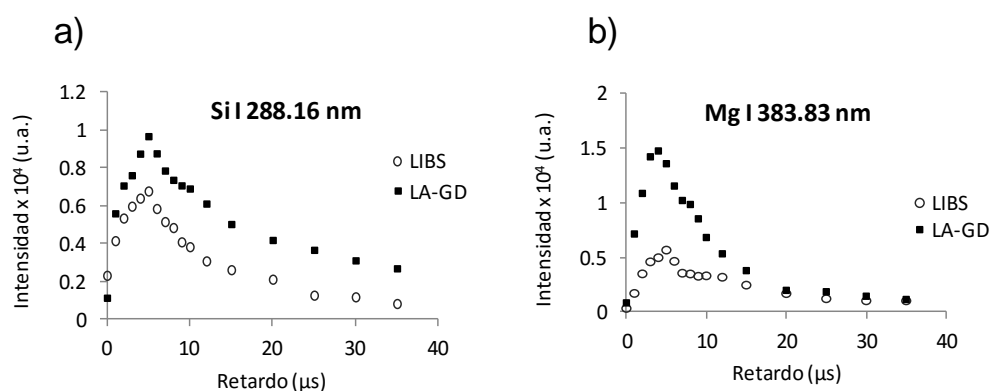 a)
Si I 288.16 nm
Intensidad x 10⁴ (u.a.)
1.2
1
0.8
0.6
0.4
0.2
0
0
10
20
30
40
Retardo (µs)
LIBS
LA-GD
b)
Mg I 383.83 nm
Intensidad x 10⁴ (u.a.)
2
1.5
1
0.5
0
0
10
20
30
40
Retardo (µs)
LIBS
LA-GD